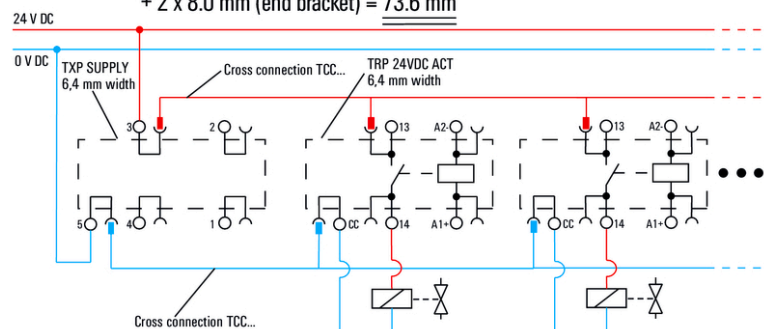 + 2 x 8.0 mm (end bracket) = 73.6 mm
24 V DC
0 V DC
TXP SUPPLY
6,4 mm width
Cross connection TCC...
TRP 24VDC ACT
6,4 mm width
3 2 13 A2- 13 A2-
5 4 1 CC 14 A1+ CC 14 A1+
Cross connection TCC...